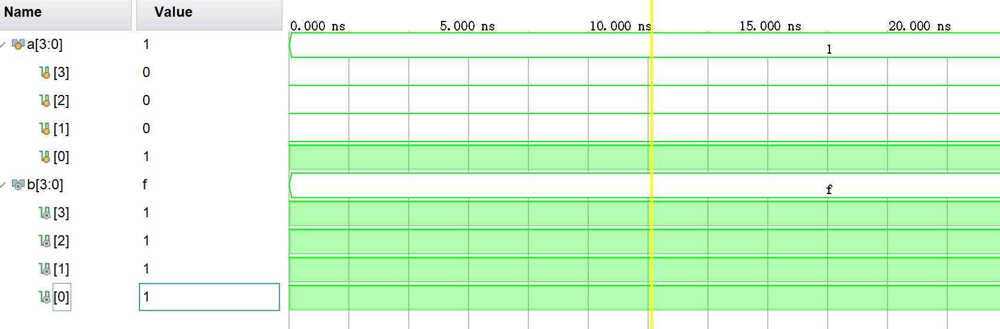 Name Value
0.000 ns 5.000 ns 10.000 ns 15.000 ns 20.000 ns
a[3:0] 1 1
[3] 0
[2] 0
[1] 0
[0] 1
b[3:0] f f
[3] 1
[2] 1
[1] 1
[0] 1